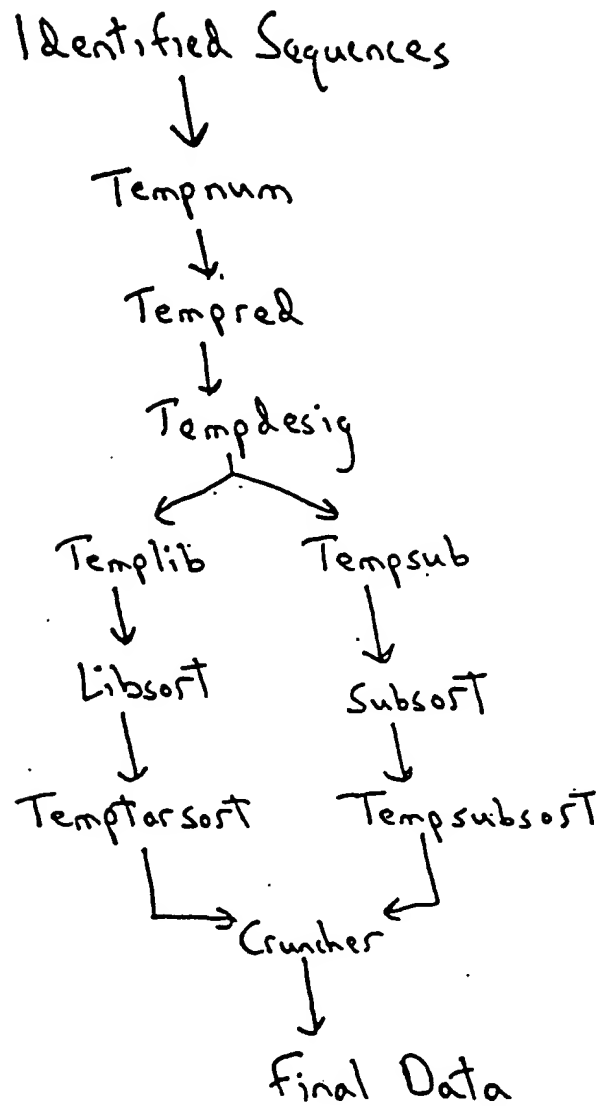 Identified Sequences
Tempnum
Tempred
Tempdesig
Templib Tempsub
Libsort Subsort
Temptarsort Tempsubsort
Cruncher
Final Data